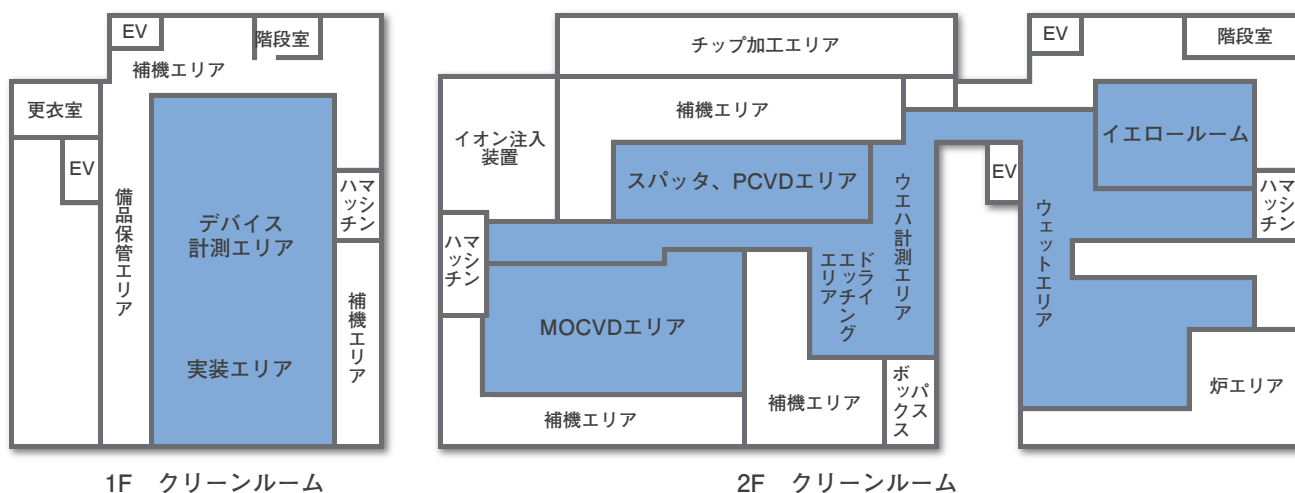 EV
階段室
補機エリア
更衣室
EV
備品保管エリア
デバイス
計測エリア
マシン
ハッチ
補機エリア
実装エリア
1F　クリーンルーム
チップ加工エリア
補機エリア
イオン注入
装置
スパッタ、PCVDエリア
マシン
ハッチ
MOCVDエリア
ドライ
エッチング
エリア
ウエハ計測エリア
補機エリア
補機エリア
パス
ボックス
EV
階段室
イエロールーム
EV
マシン
ハッチ
ウェットエリア
炉エリア
2F　クリーンルーム